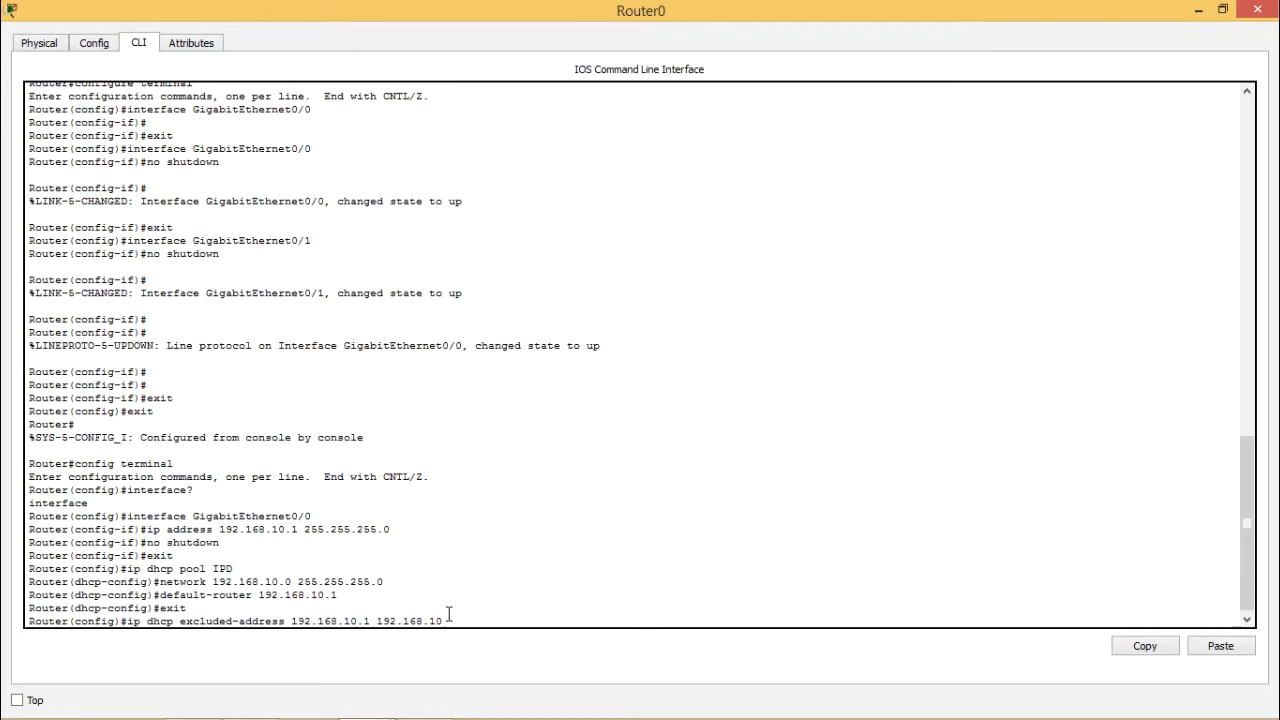 Router0
Physical Config CLI Attributes
IOS Command Line Interface
Router#configure terminal
Enter configuration commands, one per line.  End with CNTL/Z.
Router(config)#interface GigabitEthernet0/0
Router(config-if)#
Router(config-if)#exit
Router(config)#interface GigabitEthernet0/0
Router(config-if)#no shutdown
Router(config-if)#
%LINK-5-CHANGED: Interface GigabitEthernet0/0, changed state to up
Router(config-if)#exit
Router(config)#interface GigabitEthernet0/1
Router(config-if)#no shutdown
Router(config-if)#
%LINK-5-CHANGED: Interface GigabitEthernet0/1, changed state to up
Router(config-if)#
Router(config-if)#
%LINEPROTO-5-UPDOWN: Line protocol on Interface GigabitEthernet0/0, changed state to up
Router(config-if)#
Router(config-if)#
Router(config-if)#exit
Router(config)#exit
Router#
%SYS-5-CONFIG_I: Configured from console by console
Router#config terminal
Enter configuration commands, one per line.  End with CNTL/Z.
Router(config)#interface?
interface
Router(config)#interface GigabitEthernet0/0
Router(config-if)#ip address 192.168.10.1 255.255.255.0
Router(config-if)#no shutdown
Router(config-if)#exit
Router(config)#ip dhcp pool IPD
Router(dhcp-config)#network 192.168.10.0 255.255.255.0
Router(dhcp-config)#default-router 192.168.10.1
Router(dhcp-config)#exit
Router(config)#ip dhcp excluded-address 192.168.10.1 192.168.10
Copy Paste
Top